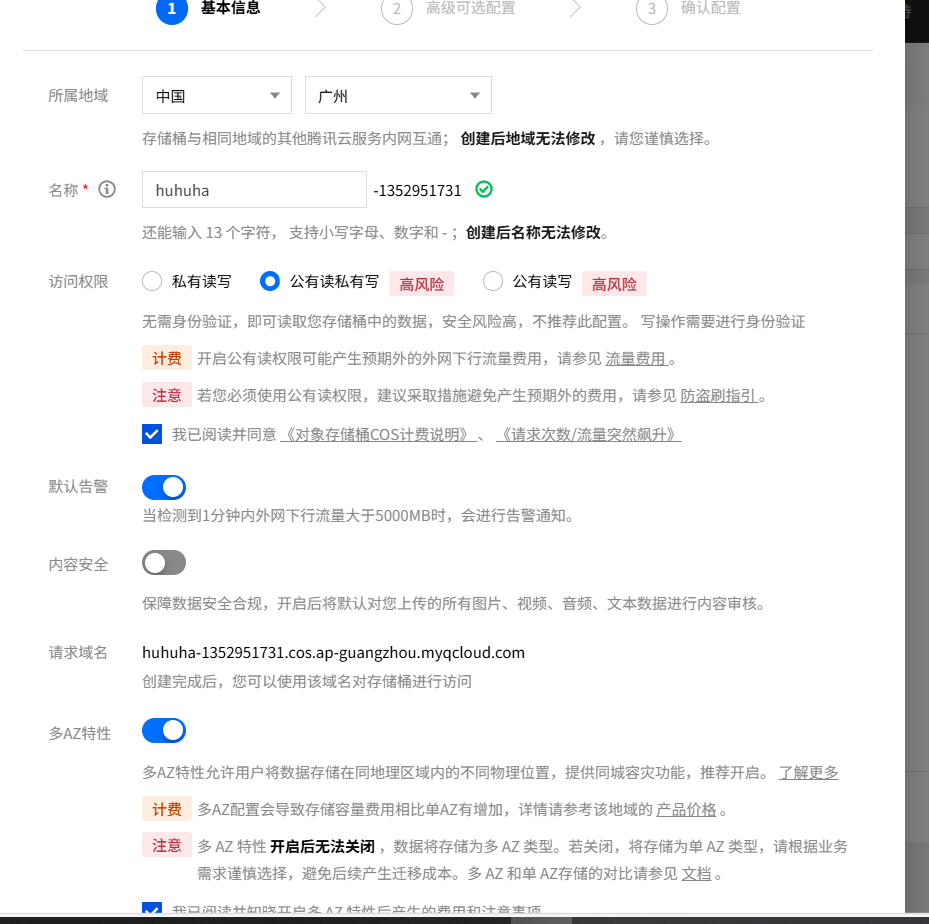 1 基本信息 2 高级可选配置 3 确认配置
所属地域 中国 广州
存储桶与相同地域的其他腾讯云服务内网互通；创建后地域无法修改，请您谨慎选择。
名称 * huhuha -1352951731
还能输入 13 个字符， 支持小写字母、数字和 -；创建后名称无法修改。
访问权限 私有读写 公有读私有写 高风险 公有读写 高风险
无需身份验证，即可读取您存储桶中的数据，安全风险高，不推荐此配置。 写操作需要进行身份验证
计费 开启公有读权限可能产生预期外的外网下行流量费用，请参见 流量费用 。
注意 若您必须使用公有读权限，建议采取措施避免产生预期外的费用，请参见 防盗刷指引 。
我已阅读并同意 《对象存储桶COS计费说明》 、 《请求次数/流量突然飙升》
默认告警
当检测到1分钟内外网下行流量大于5000MB时，会进行告警通知。
内容安全
保障数据安全合规，开启后将默认对您上传的所有图片、视频、音频、文本数据进行内容审核。
请求域名 huhuha-1352951731.cos.ap-guangzhou.myqcloud.com
创建完成后，您可以使用该域名对存储桶进行访问
多AZ特性
多AZ特性允许用户将数据存储在同地理区域内的不同物理位置，提供同城容灾功能，推荐开启。 了解更多
计费 多AZ配置会导致存储容量费用相比单AZ有增加，详情请参考该地域的 产品价格 。
注意 多 AZ 特性 开启后无法关闭 ，数据将存储为多 AZ 类型。若关闭，将存储为单 AZ 类型，请根据业务
需求谨慎选择，避免后续产生迁移成本。多 AZ 和单 AZ存储的对比请参见 文档 。
我已阅读并知晓开启多 AZ 特性后产生的费用和注意事项